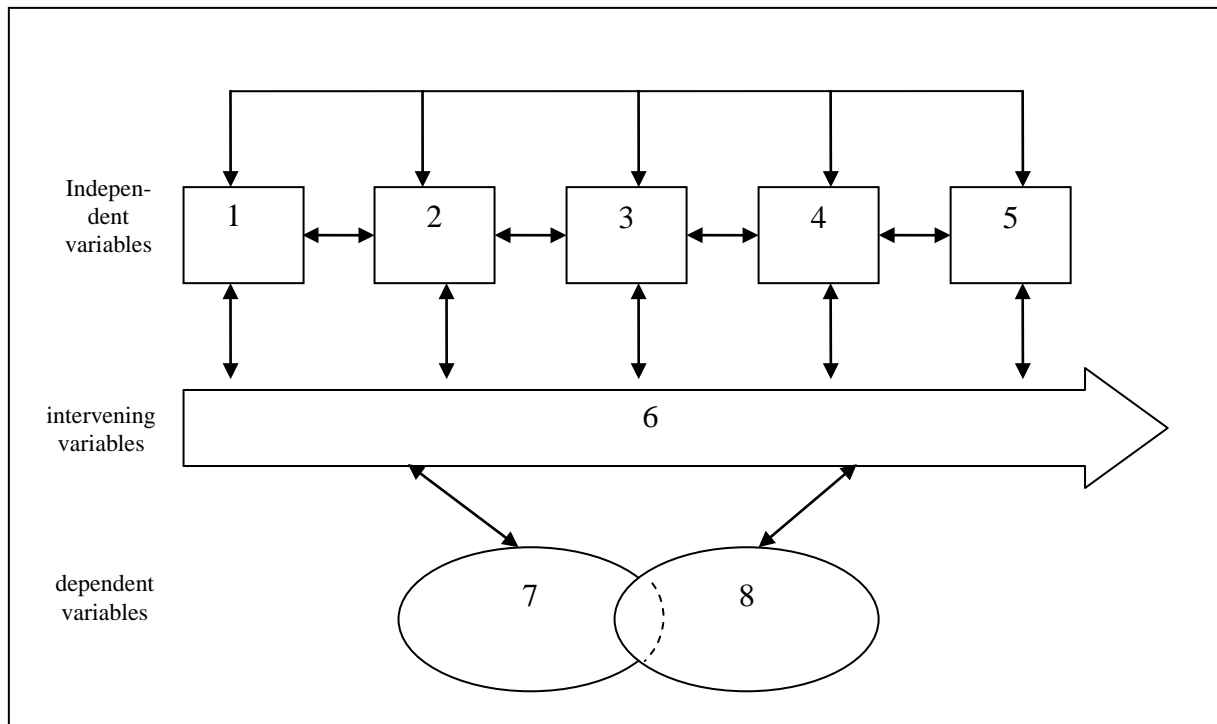 Indepen-
dent
variables
1
2
3
4
5
intervening
variables
6
dependent
variables
7
8